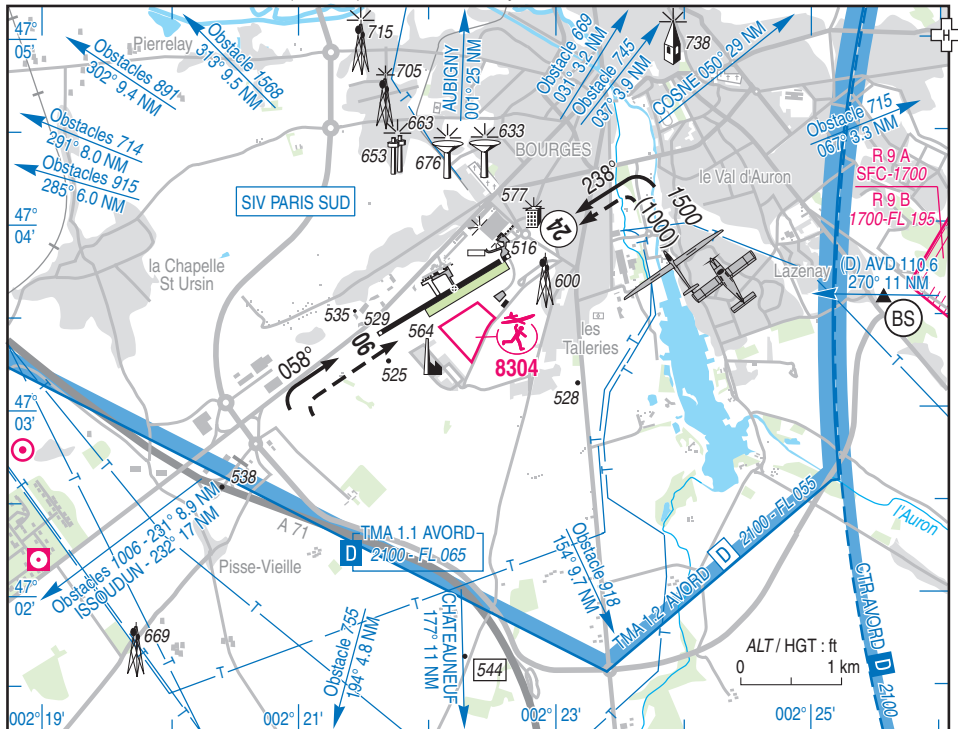 47°
05'
Pierrelay
Obstacles 891
302° 9.4 NM
Obstacle 1568
313° 9.5 NM
715
705
AUBIGNY
001° 25 NM
Obstacle 669
031° 3.2 NM
Obstacle 745
037° 3.9 NM
738
COSNE 050° 29 NM
H
Obstacles 714
291° 8.0 NM
Obstacles 915
285° 6.0 NM
663
653
676
633
BOURGES
Obstacle 715
067° 3.3 NM
R 9 A
SFC-1700
R 9 B
1700-FL 195
SIV PARIS SUD
577
24
238°
1500
(1000)
le Val d'Auron
47°
04'
516
la Chapelle
St Ursin
600
Lazenay
(D) AVD 110.6
270° 11 NM
BS
535
529
564
06
525
058°
8304
les
Talleries
528
47°
03'
538
Obstacles 1006 - 231° 8.9 NM
ISSOUDUN - 232° 17 NM
A 71
TMA 1.1 AVORD
D
2100 - FL 065
Pisse-Vieille
Obstacle 918
154° 9.7 NM
TMA 1.2 AVORD D 2100 - FL 055
l'Auron
CTR AVORD D 2100
47°
02'
669
Obstacle 755
194° 4.8 NM
CHATEAUNEUF
177° 11 NM
544
ALT / HGT : ft
0 1 km
002° 19'
002° 21'
002° 23'
002° 25'
T
T
T
T
T
T
T
T
T
T
T
T